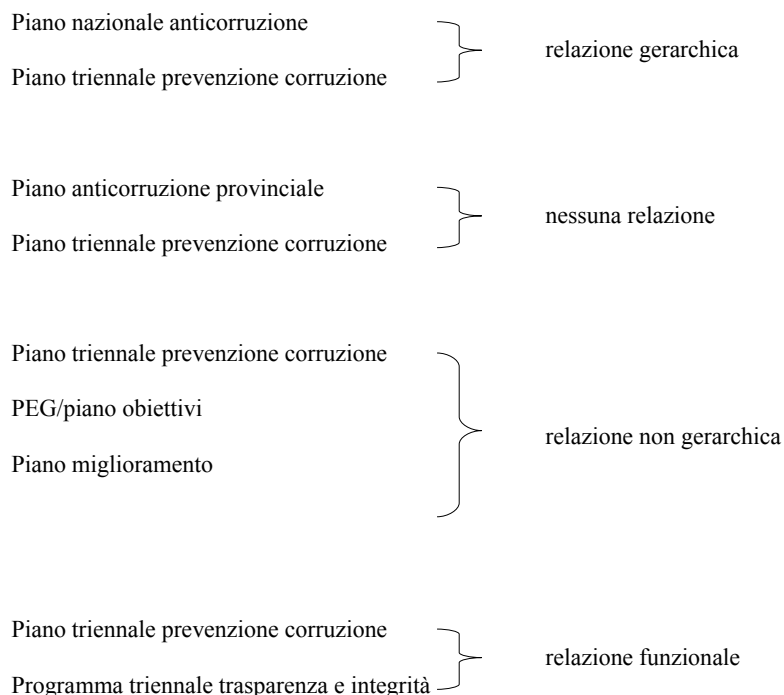 Piano nazionale anticorruzione
relazione gerarchica
Piano triennale prevenzione corruzione
Piano anticorruzione provinciale
nessuna relazione
Piano triennale prevenzione corruzione
Piano triennale prevenzione corruzione
PEG/piano obiettivi
relazione non gerarchica
Piano miglioramento
Piano triennale prevenzione corruzione
relazione funzionale
Programma triennale trasparenza e integrità